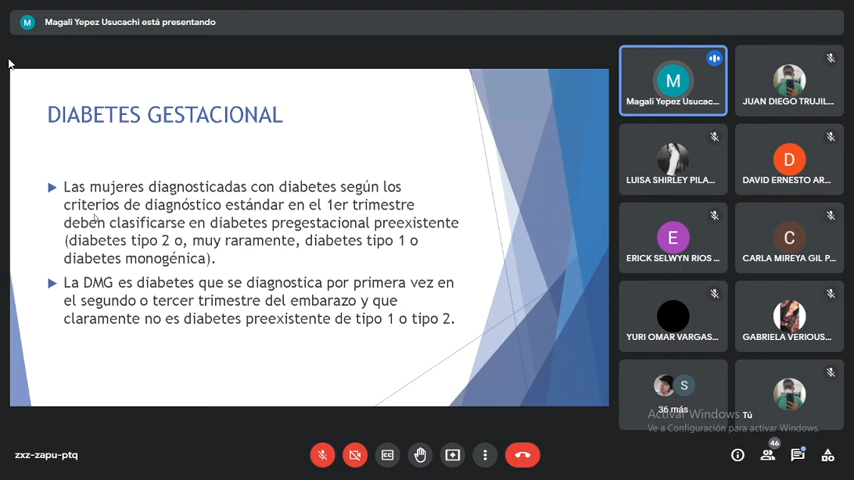 M Magali Yepez Usucachi está presentando
DIABETES GESTACIONAL
Las mujeres diagnosticadas con diabetes según los
criterios de diagnóstico estándar en el 1er trimestre
deben clasificarse en diabetes pregestacional preexistente
(diabetes tipo 2 o, muy raramente, diabetes tipo 1 o
diabetes monogénica).
La DMG es diabetes que se diagnostica por primera vez en
el segundo o tercer trimestre del embarazo y que
claramente no es diabetes preexistente de tipo 1 o tipo 2.
M
Magali Yepez Usucac...
JUAN DIEGO TRUJIL...
LUISA SHIRLEY PILA...
D
DAVID ERNESTO AR...
E
ERICK SELWYN RIOS ...
C
CARLA MIREYA GIL P...
YURI OMAR VARGAS...
GABRIELA VERIOUS...
S
36 más
Tú
Activar Windows
Ve a Configuración para activar Windows.
zxz-zapu-ptq
CC
46